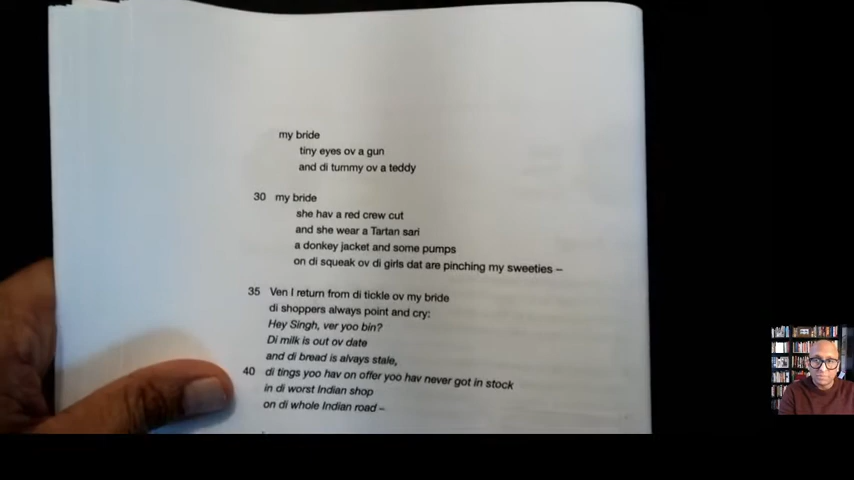 my bride
tiny eyes ov a gun
and di tummy ov a teddy
30 my bride
she hav a red crew cut
and she wear a Tartan sari
a donkey jacket and some pumps
on di squeak ov di girls dat are pinching my sweeties –
35 Ven I return from di tickle ov my bride
di shoppers always point and cry:
Hey Singh, ver yoo bin?
Di milk is out ov date
and di bread is alvays stale,
40 di tings yoo hav on offer yoo hav never got in stock
in di worst Indian shop
on di whole Indian road –